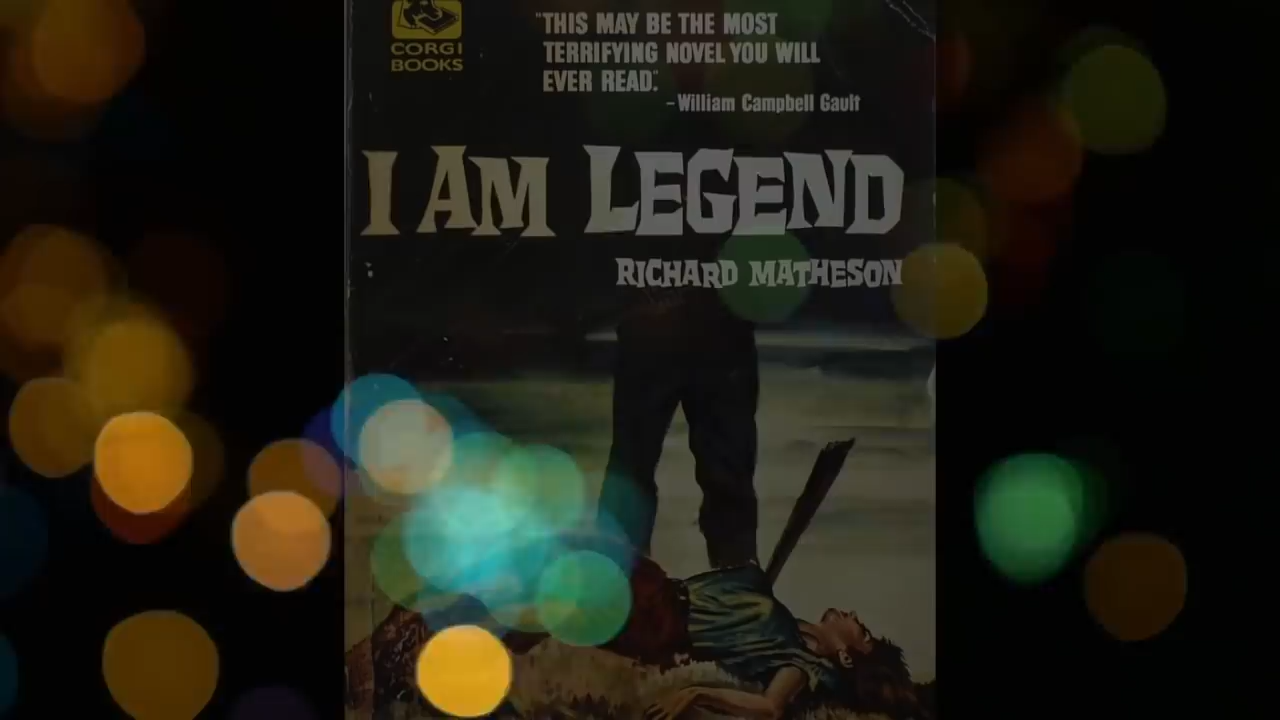 CORGI
BOOKS
"THIS MAY BE THE MOST
TERRIFYING NOVEL YOU WILL
EVER READ."
–William Campbell Gault
I AM LEGEND
RICHARD MATHESON